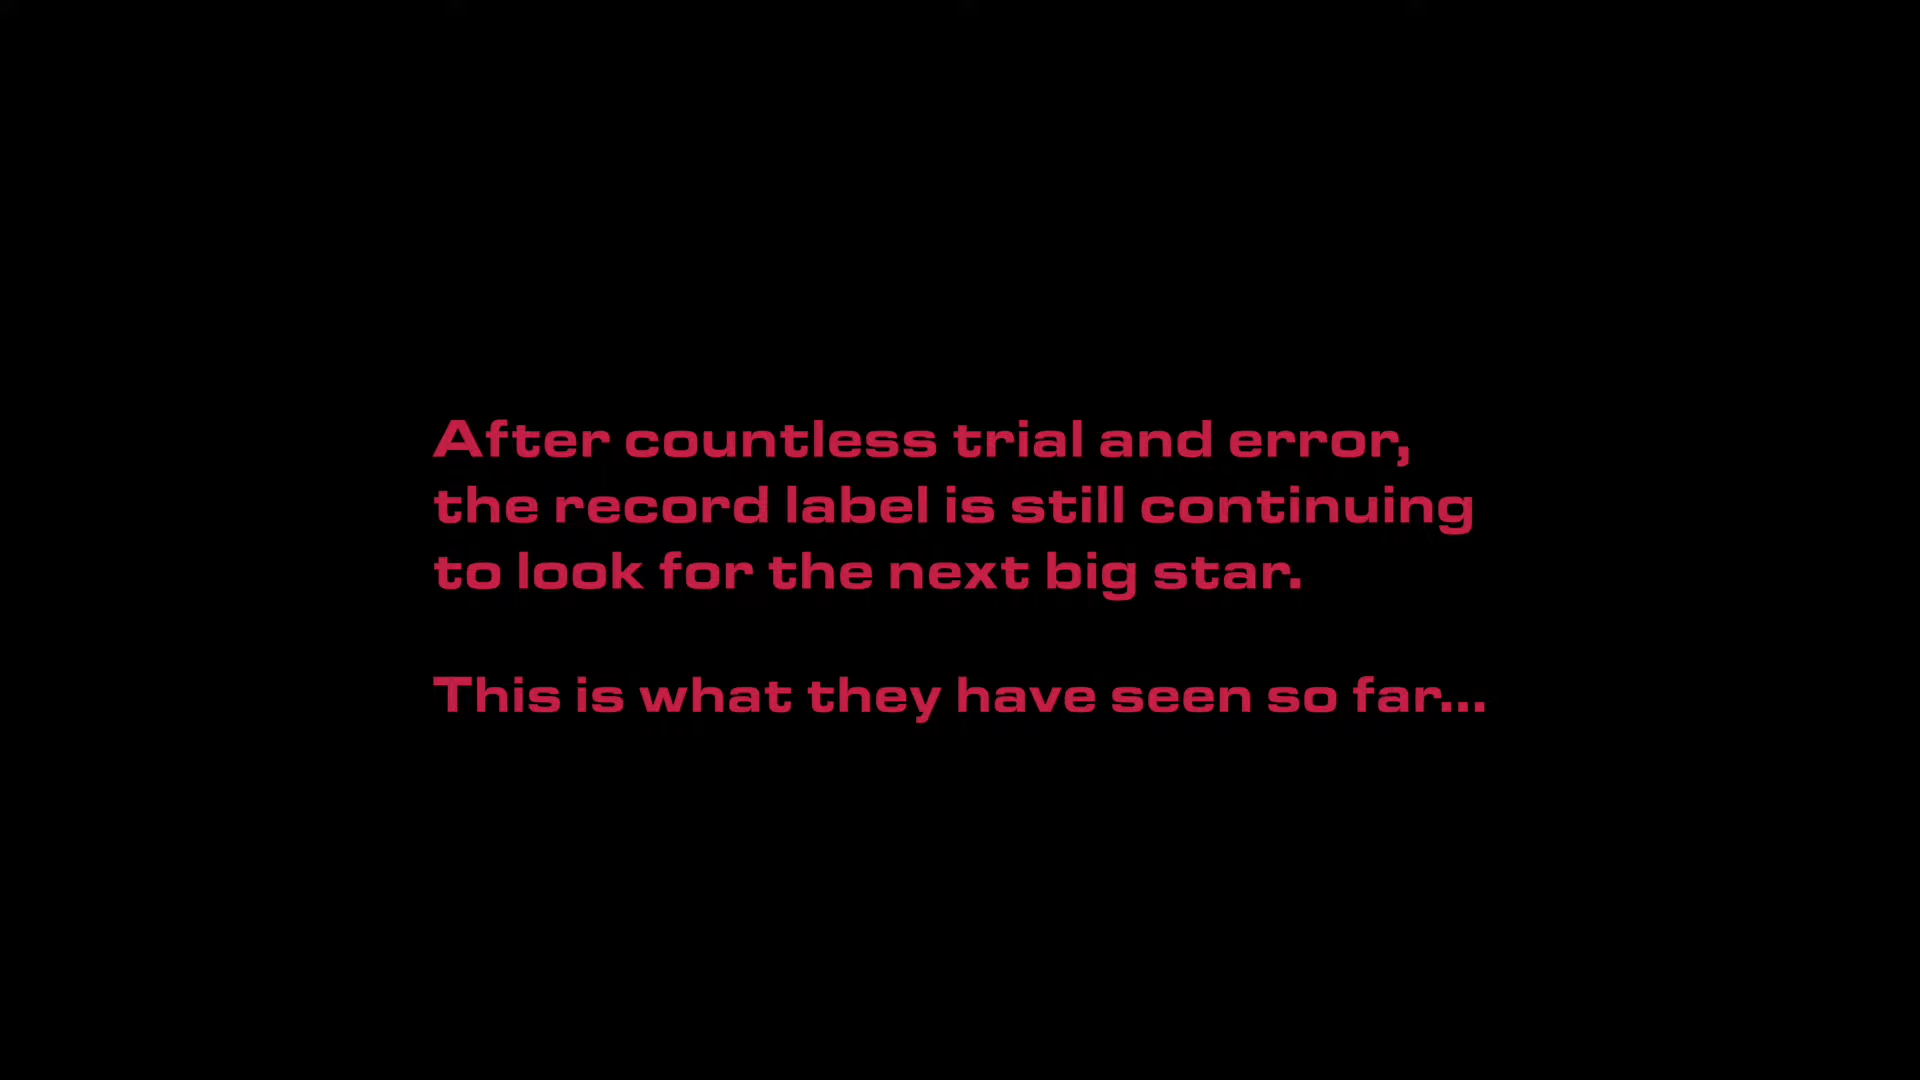 After countless trial and error,
the record label is still continuing
to look for the next big star.
This is what they have seen so far...